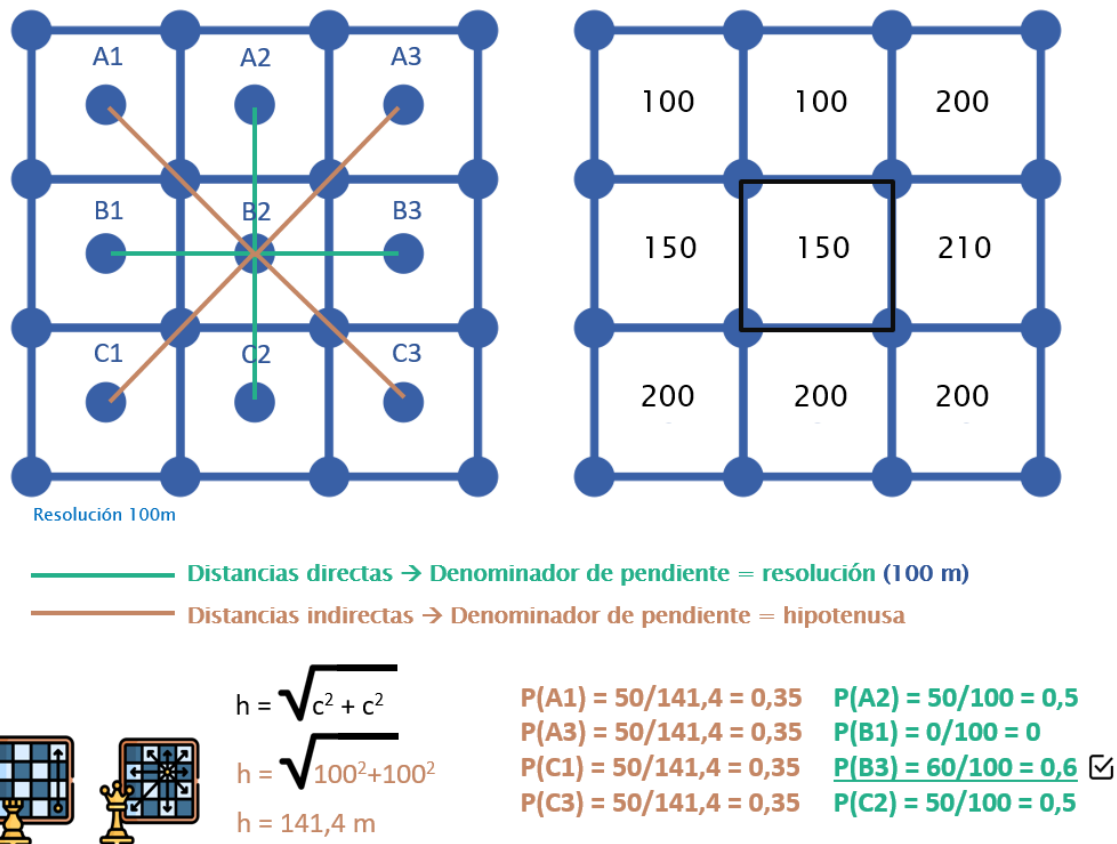 A1 A2 A3
B1 B2 B3
C1 C2 C3
100 100 200
150 150 210
200 200 200
Resolución 100m
Distancias directas → Denominador de pendiente = resolución (100 m)
Distancias indirectas → Denominador de pendiente = hipotenusa
h = √c² + c²
h = √100²+100²
h = 141,4 m
P(A1) = 50/141,4 = 0,35
P(A3) = 50/141,4 = 0,35
P(C1) = 50/141,4 = 0,35
P(C3) = 50/141,4 = 0,35
P(A2) = 50/100 = 0,5
P(B1) = 0/100 = 0
P(B3) = 60/100 = 0,6
P(C2) = 50/100 = 0,5